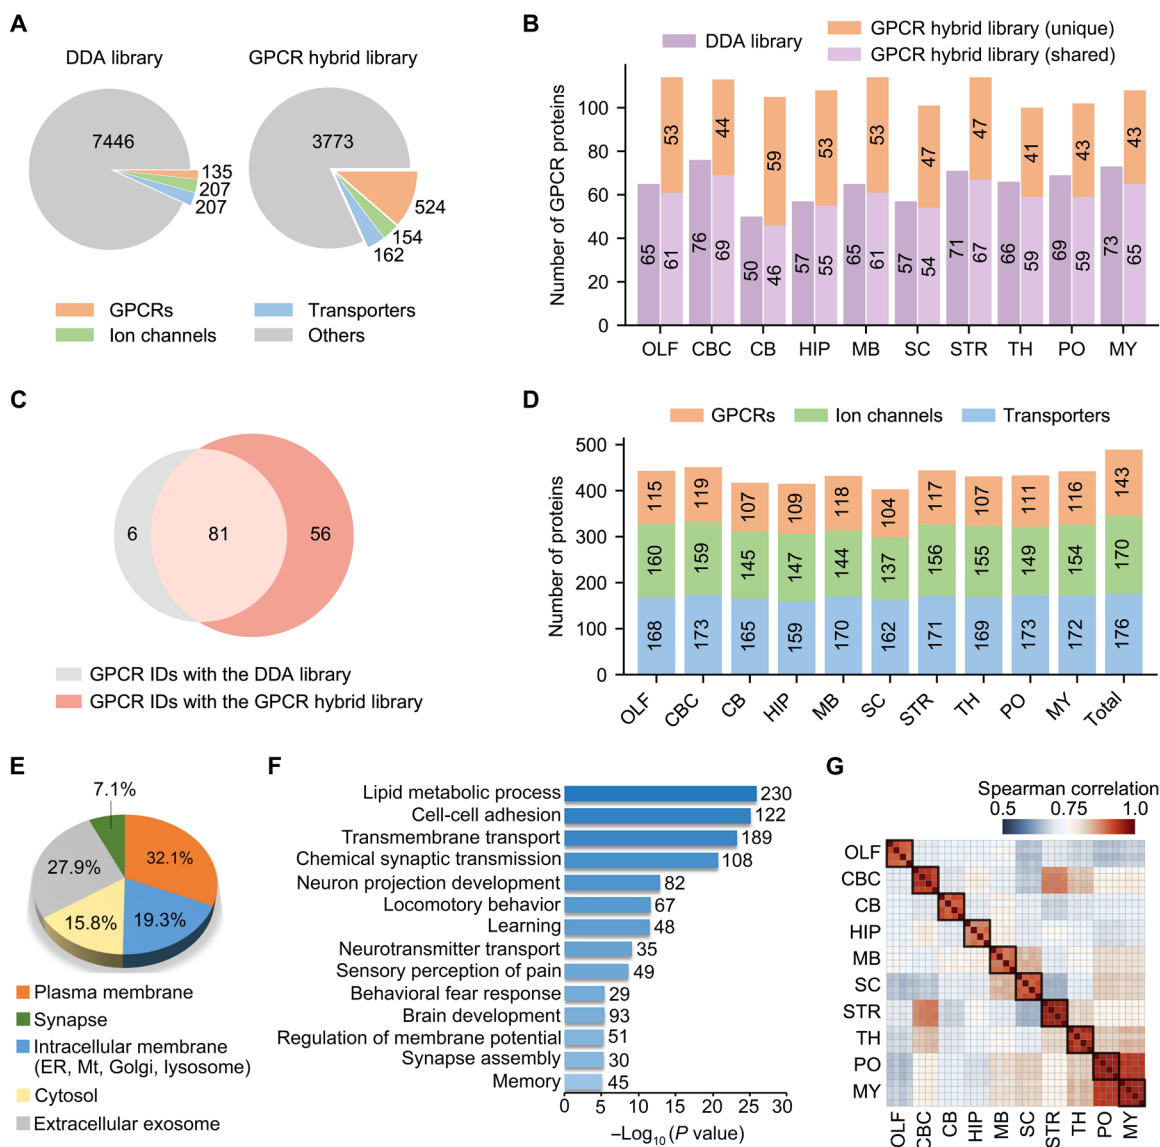 A
DDA library
GPCR hybrid library
7446
135
207
207
3773
524
154
162
GPCRs
Transporters
Ion channels
Others
B
DDA library
GPCR hybrid library (unique)
GPCR hybrid library (shared)
Number of GPCR proteins
100
80
60
40
20
0
53
44
59
53
53
47
47
41
43
43
65 61
76 69
50 46
57 55
65 61
57 54
71 67
66 59
69 59
73 65
OLF CBC CB HIP MB SC STR TH PO MY
C
6
81
56
GPCR IDs with the DDA library
GPCR IDs with the GPCR hybrid library
D
GPCRs Ion channels Transporters
Number of proteins
500
400
300
200
100
0
115 119 107 109 118 104 117 107 111 116 143
160 159 145 147 144 137 156 155 149 154 170
168 173 165 159 170 162 171 169 173 172 176
OLF CBC CB HIP MB SC STR TH PO MY Total
E
7.1%
32.1%
27.9%
15.8%
19.3%
Plasma membrane
Synapse
Intracellular membrane
(ER, Mt, Golgi, lysosome)
Cytosol
Extracellular exosome
F
Lipid metabolic process 230
Cell-cell adhesion 122
Transmembrane transport 189
Chemical synaptic transmission 108
Neuron projection development 82
Locomotory behavior 67
Learning 48
Neurotransmitter transport 35
Sensory perception of pain 49
Behavioral fear response 29
Brain development 93
Regulation of membrane potential 51
Synapse assembly 30
Memory 45
0 5 10 15 20 25 30
–Log10 (P value)
G
Spearman correlation
0.5 0.75 1.0
OLF
CBC
CB
HIP
MB
SC
STR
TH
PO
MY
OLF CBC CB HIP MB SC STR TH PO MY